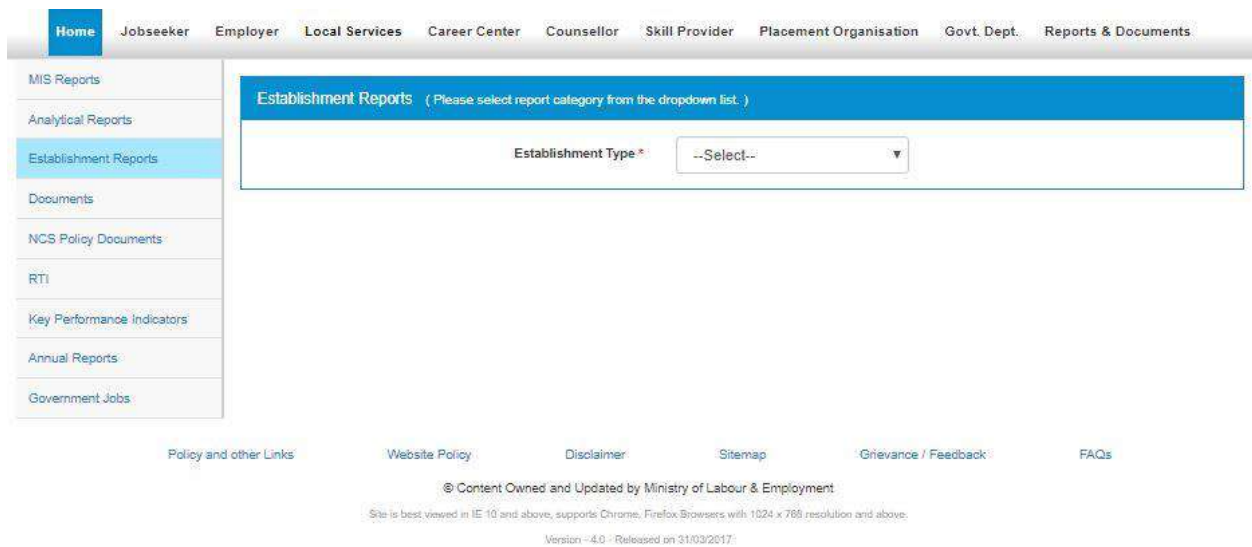 Home Jobseeker Employer Local Services Career Center Counsellor Skill Provider Placement Organisation Govt. Dept. Reports & Documents
MIS Reports
Analytical Reports
Establishment Reports
Documents
NCS Policy Documents
RTI
Key Performance Indicators
Annual Reports
Government Jobs
Establishment Reports ( Please select report category from the dropdown list. )
Establishment Type * --Select--
Policy and other Links Website Policy Disclaimer Sitemap Grievance / Feedback FAQs
© Content Owned and Updated by Ministry of Labour & Employment
Site is best viewed in IE 10 and above, supports Chrome, Firefox Browsers with 1024 x 768 resolution and above.
Version - 4.0 - Released on 31/03/2017